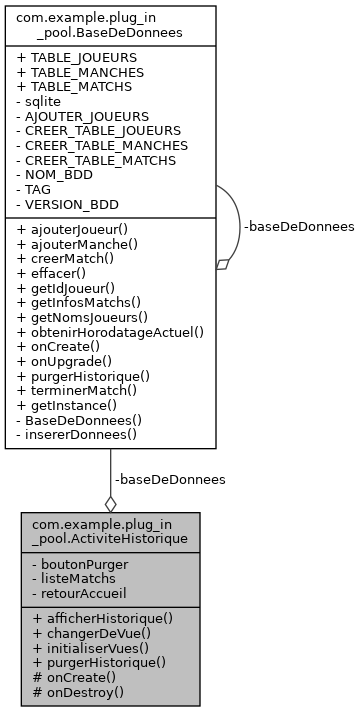 com.example.plug_in
_pool.BaseDeDonnees
+ TABLE_JOUEURS
+ TABLE_MANCHES
+ TABLE_MATCHS
- sqlite
- AJOUTER_JOUEURS
- CREER_TABLE_JOUEURS
- CREER_TABLE_MANCHES
- CREER_TABLE_MATCHS
- NOM_BDD
- TAG
- VERSION_BDD
+ ajouterJoueur()
+ ajouterManche()
+ creerMatch()
+ effacer()
+ getIdJoueur()
+ getInfosMatchs()
+ getNomsJoueurs()
+ obtenirHorodatageActuel()
+ onCreate()
+ onUpgrade()
+ purgerHistorique()
+ terminerMatch()
+ getInstance()
- BaseDeDonnees()
- insererDonnees()
-baseDeDonnees
-baseDeDonnees
com.example.plug_in
_pool.ActiviteHistorique
- boutonPurger
- listeMatchs
- retourAccueil
+ afficherHistorique()
+ changerDeVue()
+ initialiserVues()
+ purgerHistorique()
# onCreate()
# onDestroy()